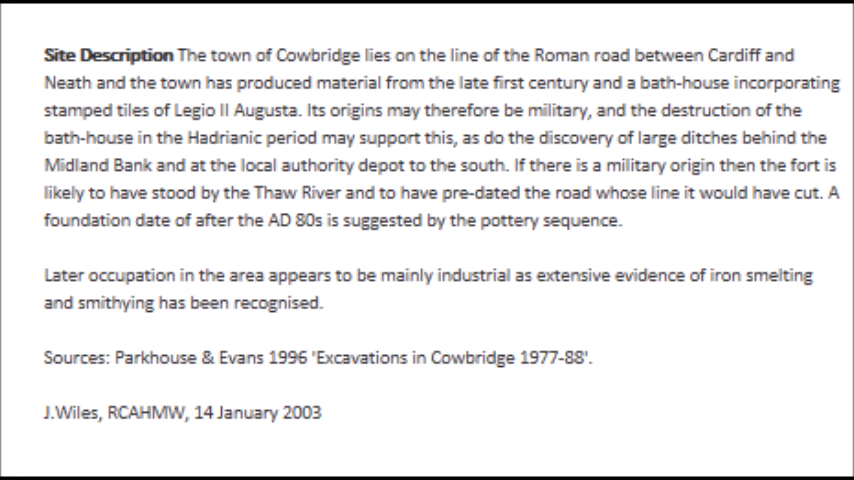 Site Description The town of Cowbridge lies on the line of the Roman road between Cardiff and
Neath and the town has produced material from the late first century and a bath-house incorporating
stamped tiles of Legio II Augusta. Its origins may therefore be military, and the destruction of the
bath-house in the Hadrianic period may support this, as do the discovery of large ditches behind the
Midland Bank and at the local authority depot to the south. If there is a military origin then the fort is
likely to have stood by the Thaw River and to have pre-dated the road whose line it would have cut. A
foundation date of after the AD 80s is suggested by the pottery sequence.
Later occupation in the area appears to be mainly industrial as extensive evidence of iron smelting
and smithying has been recognised.
Sources: Parkhouse & Evans 1996 'Excavations in Cowbridge 1977-88'.
J.Wiles, RCAHMW, 14 January 2003